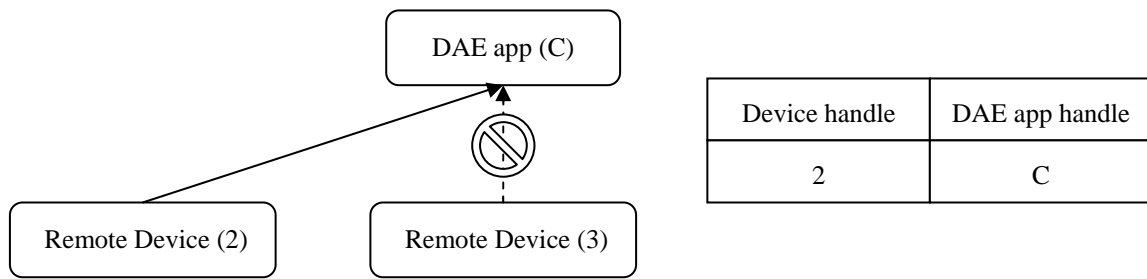 DAE app (C)
Device handle DAE app handle
2 C
Remote Device (2) Remote Device (3)